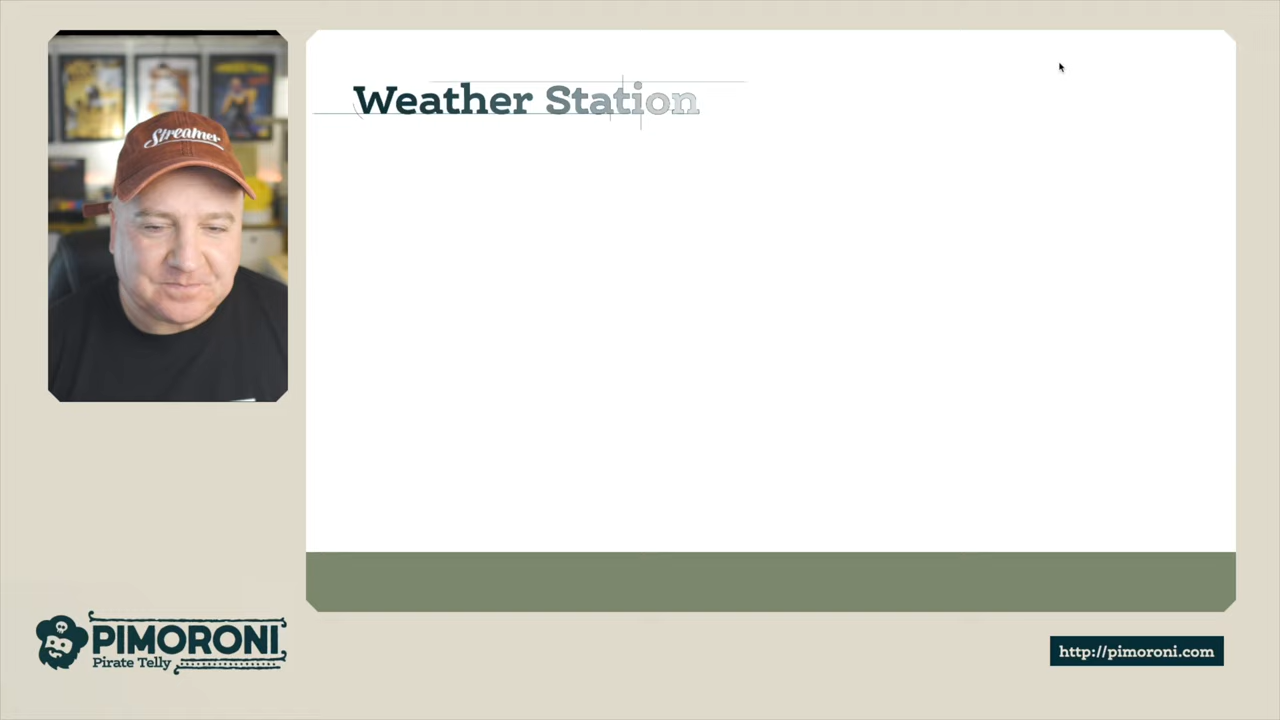 Streamer
Weather Station
PIMORONI
Pirate Telly
http://pimoroni.com